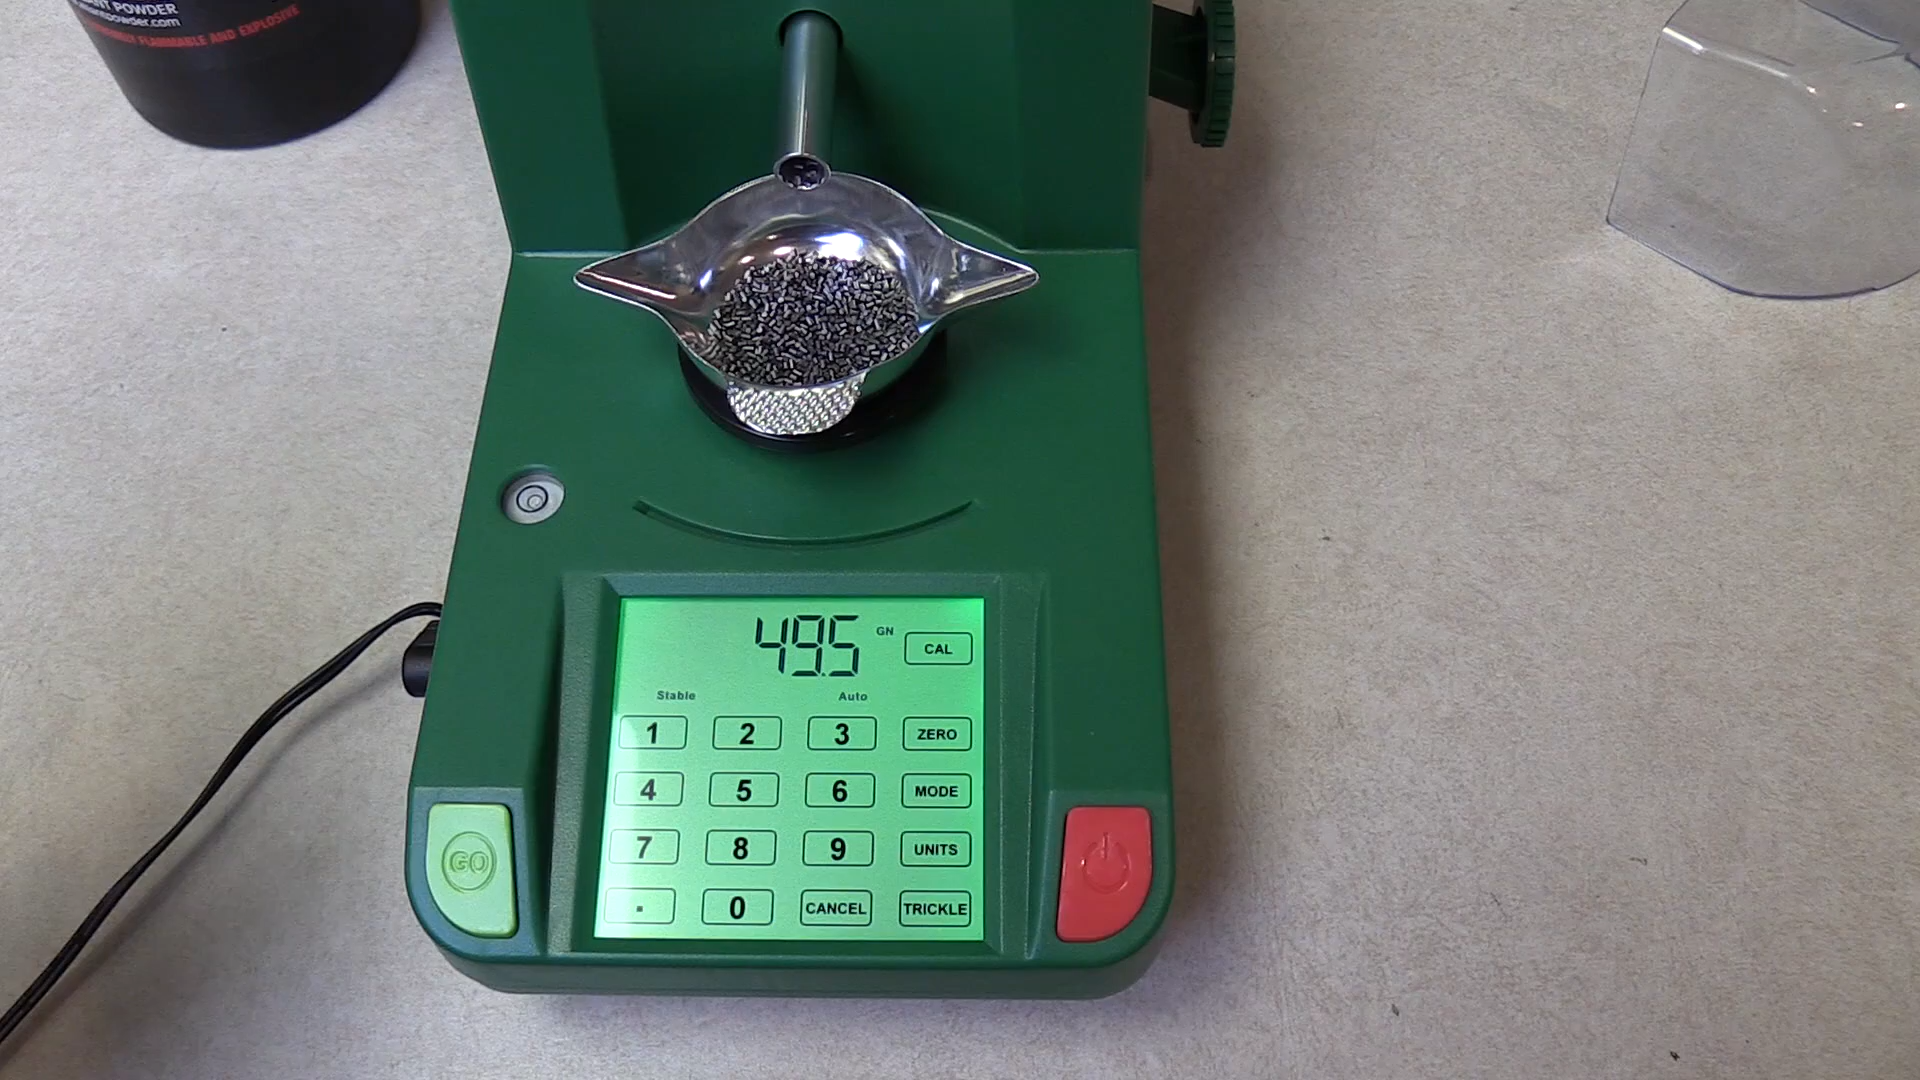 POWDER
powder.com
FLAMMABLE AND EXPLOSIVE
49.5 GN
CAL
Stable Auto
1 2 3 ZERO
4 5 6 MODE
7 8 9 UNITS
. 0 CANCEL TRICKLE
GO